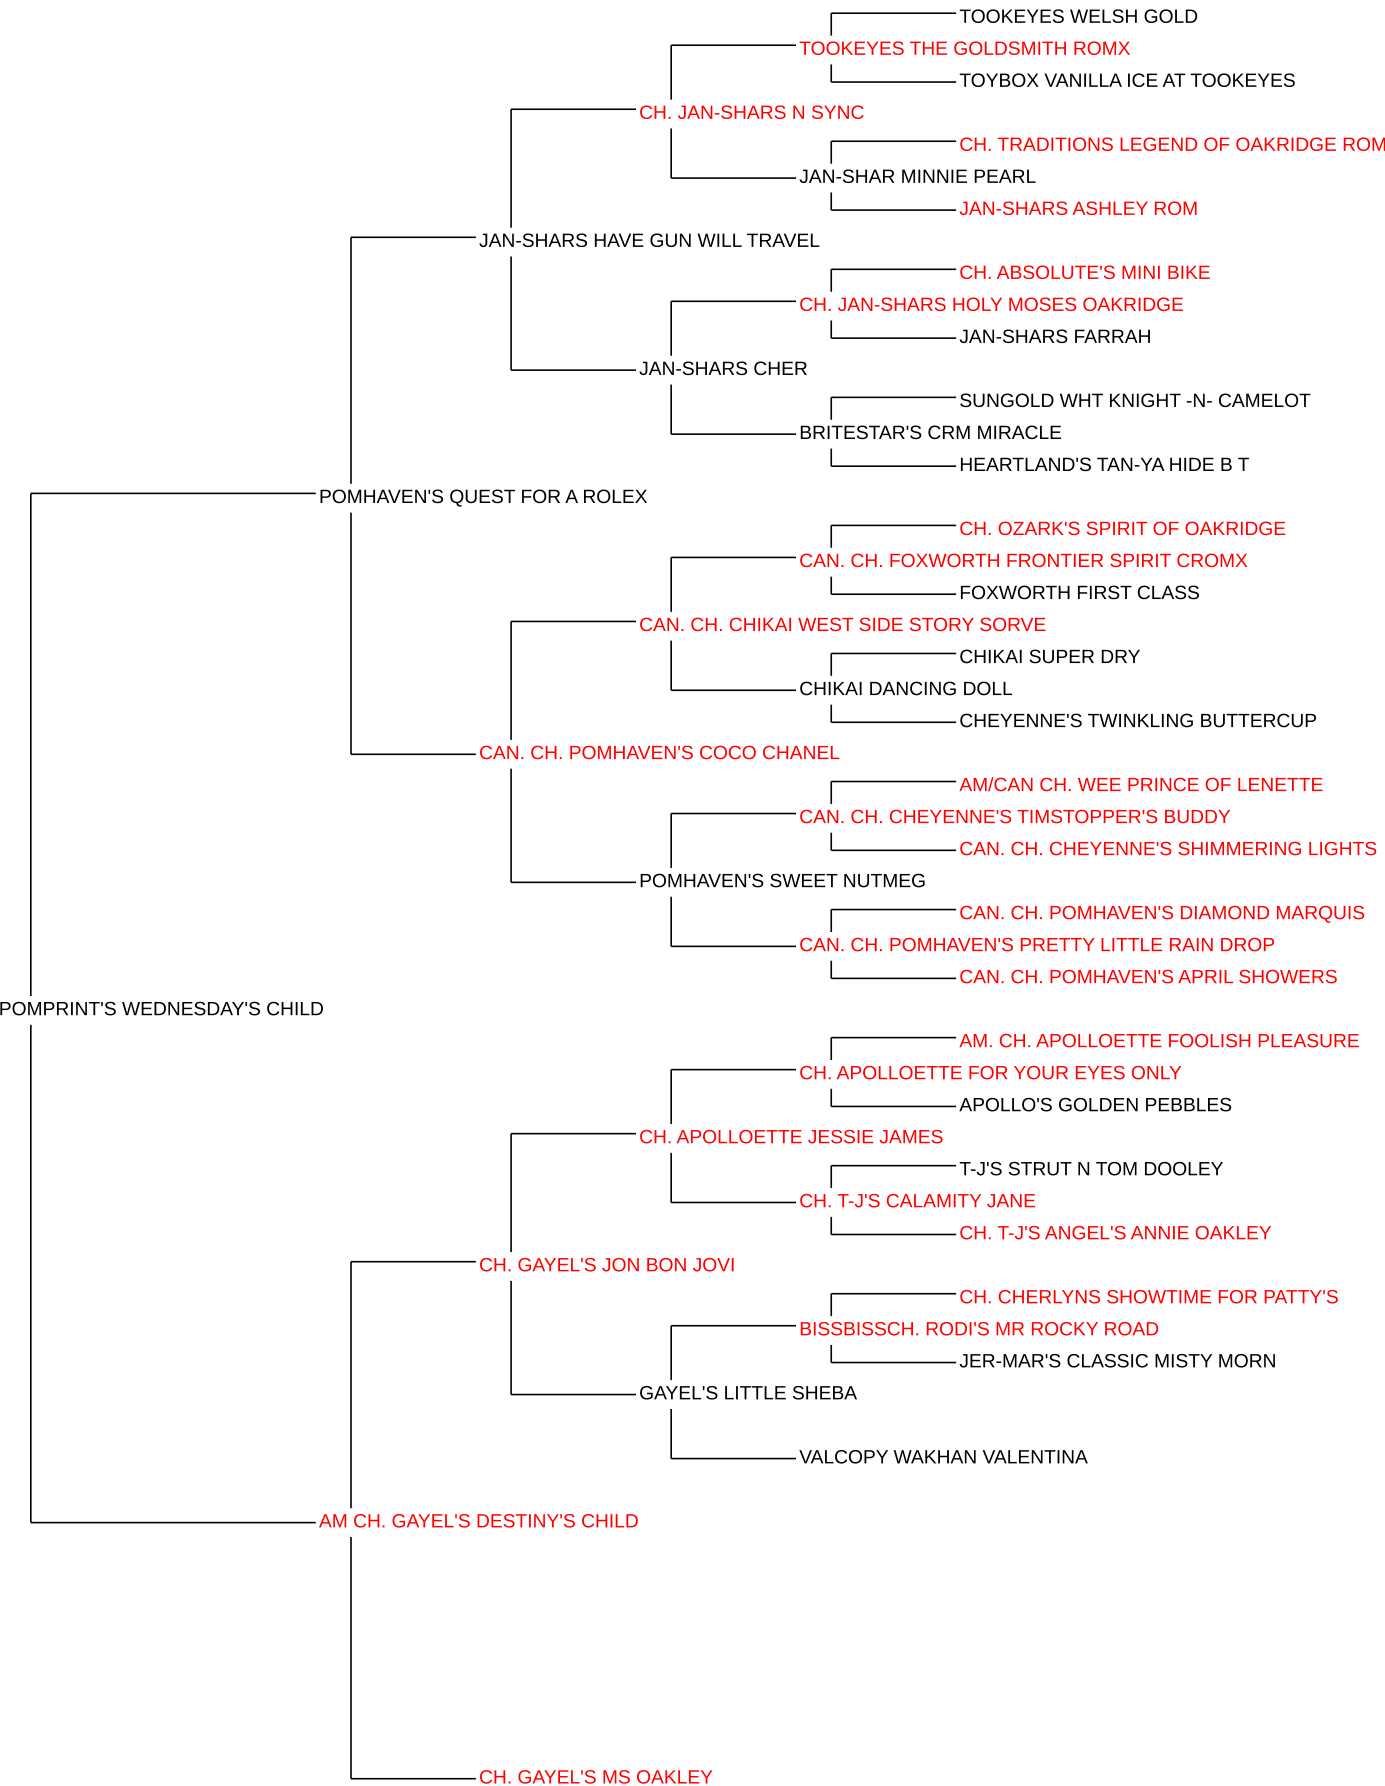 TOOKEYES WELSH GOLD
TOOKEYES THE GOLDSMITH ROMX
TOYBOX VANILLA ICE AT TOOKEYES
CH. JAN-SHARS N SYNC
CH. TRADITIONS LEGEND OF OAKRIDGE ROM
JAN-SHAR MINNIE PEARL
JAN-SHARS ASHLEY ROM
JAN-SHARS HAVE GUN WILL TRAVEL
CH. ABSOLUTE'S MINI BIKE
CH. JAN-SHARS HOLY MOSES OAKRIDGE
JAN-SHARS FARRAH
JAN-SHARS CHER
SUNGOLD WHT KNIGHT -N- CAMELOT
BRITESTAR'S CRM MIRACLE
HEARTLAND'S TAN-YA HIDE B T
POMHAVEN'S QUEST FOR A ROLEX
CH. OZARK'S SPIRIT OF OAKRIDGE
CAN. CH. FOXWORTH FRONTIER SPIRIT CROMX
FOXWORTH FIRST CLASS
CAN. CH. CHIKAI WEST SIDE STORY SORVE
CHIKAI SUPER DRY
CHIKAI DANCING DOLL
CHEYENNE'S TWINKLING BUTTERCUP
CAN. CH. POMHAVEN'S COCO CHANEL
AM/CAN CH. WEE PRINCE OF LENETTE
CAN. CH. CHEYENNE'S TIMSTOPPER'S BUDDY
CAN. CH. CHEYENNE'S SHIMMERING LIGHTS
POMHAVEN'S SWEET NUTMEG
CAN. CH. POMHAVEN'S DIAMOND MARQUIS
CAN. CH. POMHAVEN'S PRETTY LITTLE RAIN DROP
CAN. CH. POMHAVEN'S APRIL SHOWERS
POMPRINT'S WEDNESDAY'S CHILD
AM. CH. APOLLOETTE FOOLISH PLEASURE
CH. APOLLOETTE FOR YOUR EYES ONLY
APOLLO'S GOLDEN PEBBLES
CH. APOLLOETTE JESSIE JAMES
T-J'S STRUT N TOM DOOLEY
CH. T-J'S CALAMITY JANE
CH. T-J'S ANGEL'S ANNIE OAKLEY
CH. GAYEL'S JON BON JOVI
CH. CHERLYNS SHOWTIME FOR PATTY'S
BISSBISSCH. RODI'S MR ROCKY ROAD
JER-MAR'S CLASSIC MISTY MORN
GAYEL'S LITTLE SHEBA
VALCOPY WAKHAN VALENTINA
AM CH. GAYEL'S DESTINY'S CHILD
CH. GAYEL'S MS OAKLEY